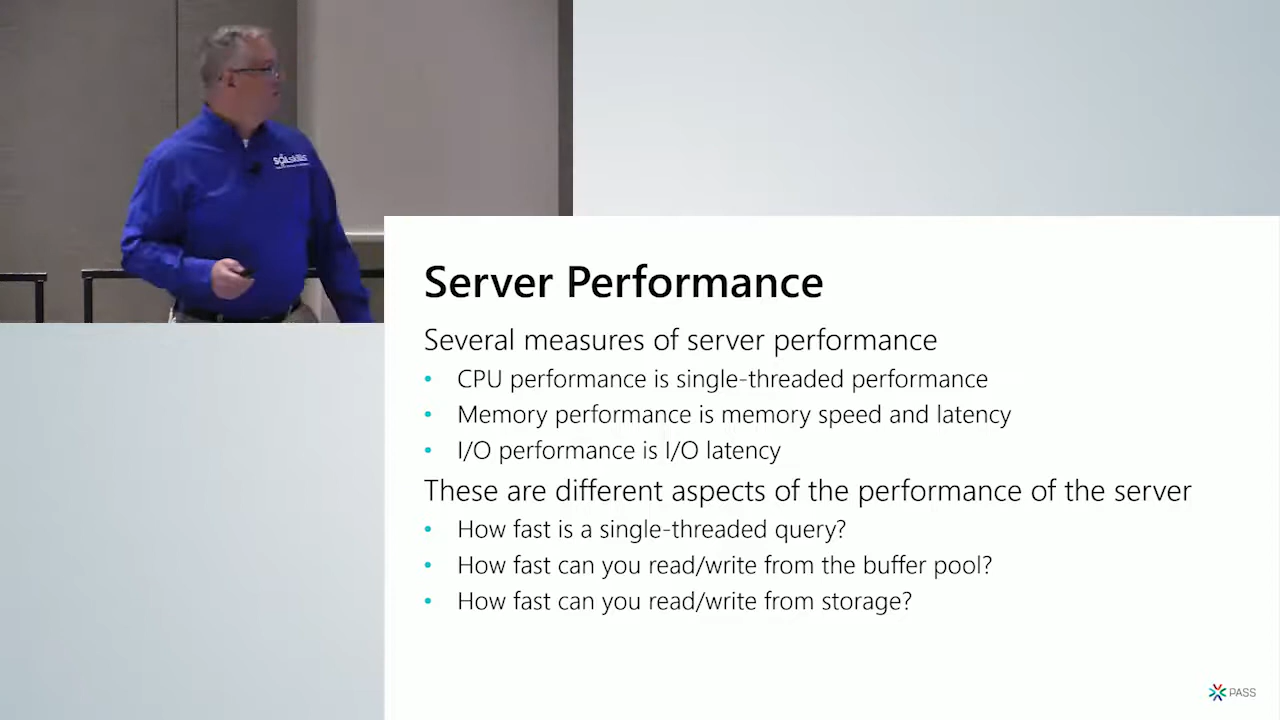 sqlskills
Server Performance
Several measures of server performance
• CPU performance is single-threaded performance
• Memory performance is memory speed and latency
• I/O performance is I/O latency
These are different aspects of the performance of the server
• How fast is a single-threaded query?
• How fast can you read/write from the buffer pool?
• How fast can you read/write from storage?
PASS